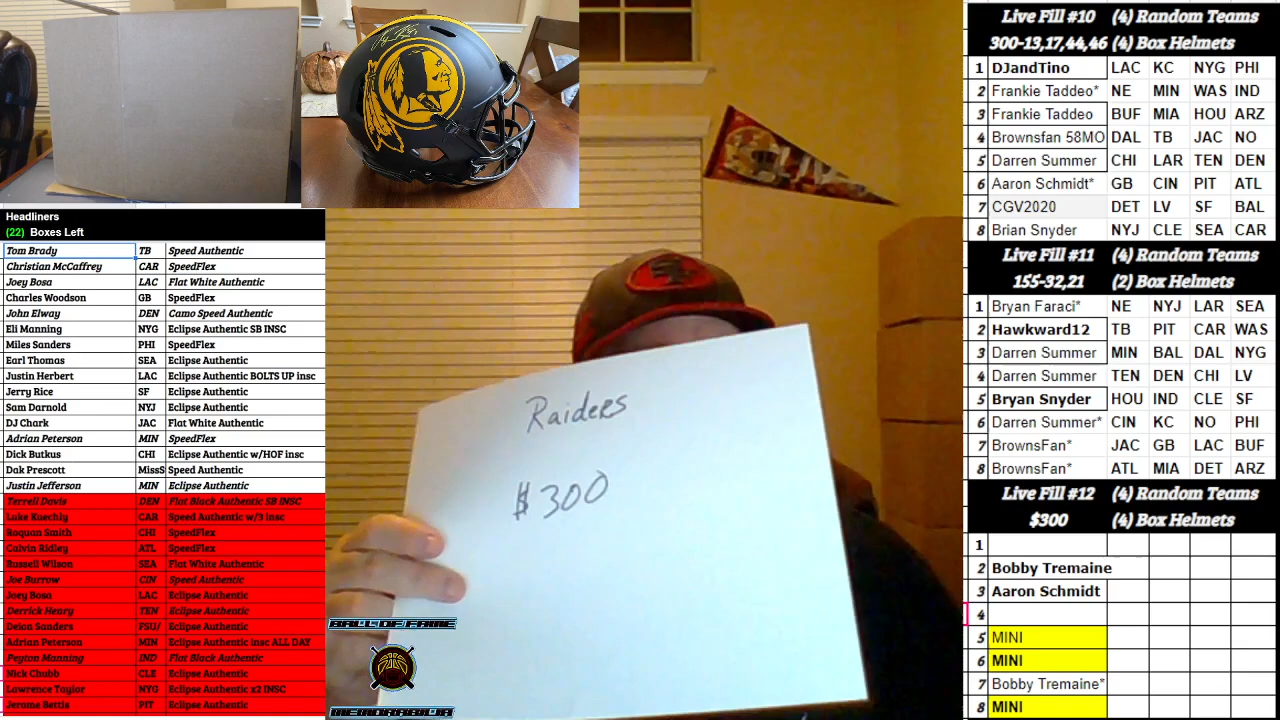 Headliners
(22) Boxes Left
Tom Brady TB Speed Authentic
Christian McCaffrey CAR SpeedFlex
Joey Bosa LAC Flat White Authentic
Charles Woodson GB SpeedFlex
John Elway DEN Camo Speed Authentic
Eli Manning NYG Eclipse Authentic SB INSC
Miles Sanders PHI SpeedFlex
Earl Thomas SEA Eclipse Authentic
Justin Herbert LAC Eclipse Authentic BOLTS UP insc
Jerry Rice SF Eclipse Authentic
Sam Darnold NYJ Eclipse Authentic
DJ Chark JAC Flat White Authentic
Adrian Peterson MIN SpeedFlex
Dick Butkus CHI Eclipse Authentic w/HOF insc
Dak Prescott MissS Speed Authentic
Justin Jefferson MIN Eclipse Authentic
Terrell Davis DEN Flat Black Authentic SB INSC
Luke Kuechly CAR Speed Authentic w/3 insc
Roquan Smith CHI SpeedFlex
Calvin Ridley ATL SpeedFlex
Russell Wilson SEA Flat White Authentic
Joe Burrow CIN Speed Authentic
Joey Bosa LAC Eclipse Authentic
Derrick Henry TEN Eclipse Authentic
Deion Sanders FSU/ Eclipse Authentic
Adrian Peterson MIN Eclipse Authentic insc ALL DAY
Peyton Manning IND Flat Black Authentic
Nick Chubb CLE Eclipse Authentic
Lawrence Taylor NYG Eclipse Authentic x2 INSC
Jerome Bettis PIT Eclipse Authentic
Raiders
$300
BALL OF FAME
MEMORABILIA
Live Fill #10 (4) Random Teams
300-13,17,44,46 (4) Box Helmets
1 DJandTino LAC KC NYG PHI
2 Frankie Taddeo* NE MIN WAS IND
3 Frankie Taddeo BUF MIA HOU ARZ
4 Brownsfan 58MO DAL TB JAC NO
5 Darren Summer CHI LAR TEN DEN
6 Aaron Schmidt* GB CIN PIT ATL
7 CGV2020 DET LV SF BAL
8 Brian Snyder NYJ CLE SEA CAR
Live Fill #11 (4) Random Teams
155-32,21 (2) Box Helmets
1 Bryan Faraci* NE NYJ LAR SEA
2 Hawkward12 TB PIT CAR WAS
3 Darren Summer MIN BAL DAL NYG
4 Darren Summer TEN DEN CHI LV
5 Bryan Snyder HOU IND CLE SF
6 Darren Summer* CIN KC NO PHI
7 BrownsFan* JAC GB LAC BUF
8 BrownsFan* ATL MIA DET ARZ
Live Fill #12 (4) Random Teams
$300 (4) Box Helmets
1
2 Bobby Tremaine
3 Aaron Schmidt
4
5 MINI
6 MINI
7 Bobby Tremaine*
8 MINI